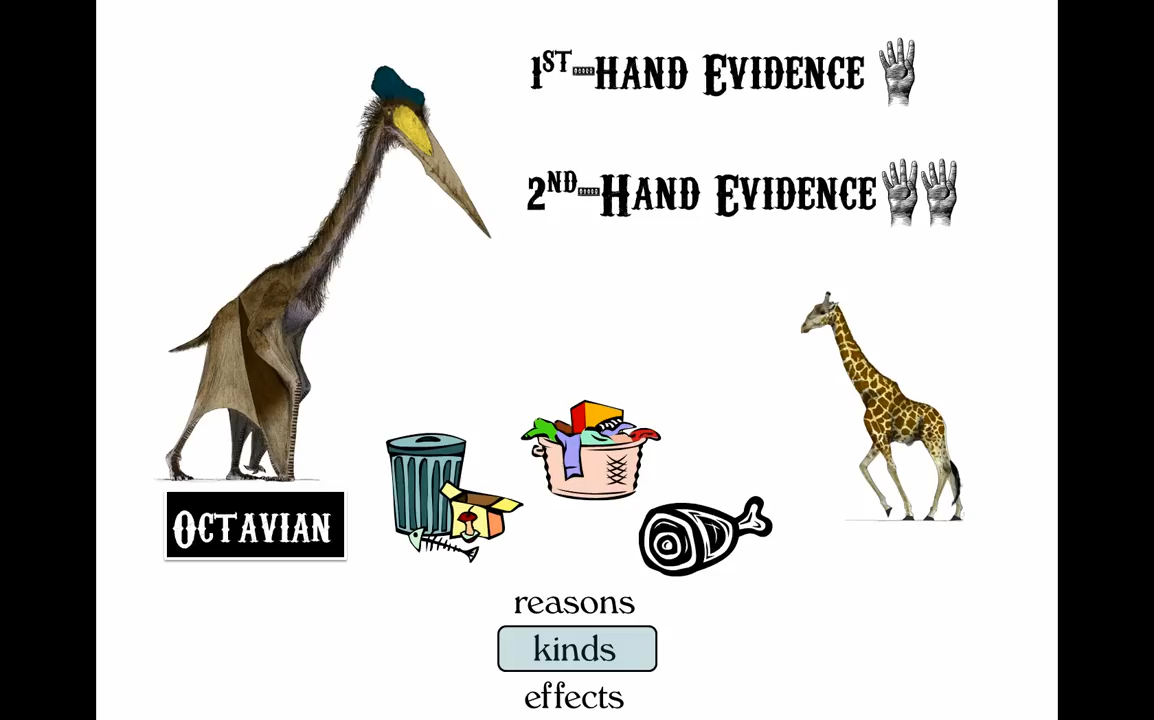 1ST-HAND EVIDENCE
2ND-HAND EVIDENCE
OCTAVIAN
reasons
kinds
effects